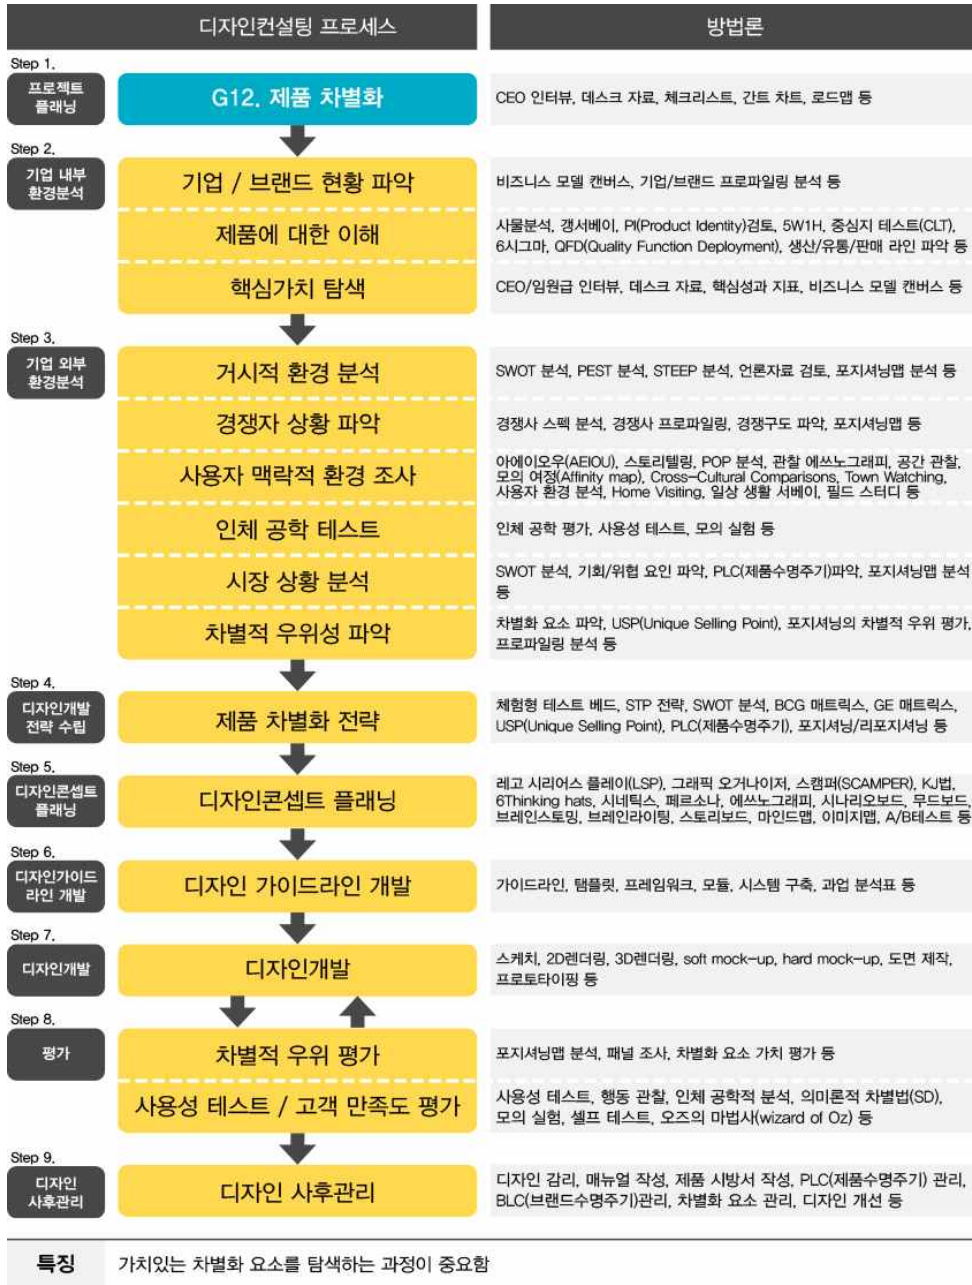 디자인컨설팅 프로세스
방법론
Step 1.
프로젝트
플래닝
G12. 제품 차별화
CEO 인터뷰, 데스크 자료, 체크리스트, 간트 차트, 로드맵 등
Step 2.
기업 내부
환경분석
기업 / 브랜드 현황 파악
비즈니스 모델 캔버스, 기업/브랜드 프로파일링 분석 등
제품에 대한 이해
사물분석, 갱서베이, PI(Product Identity)검토, 5W1H, 중심지 테스트(CLT),
6시그마, QFD(Quality Function Deployment), 생산/유통/판매 라인 파악 등
핵심가치 탐색
CEO/임원급 인터뷰, 데스크 자료, 핵심성과 지표, 비즈니스 모델 캔버스 등
Step 3.
기업 외부
환경분석
거시적 환경 분석
SWOT 분석, PEST 분석, STEEP 분석, 언론자료 검토, 포지셔닝맵 분석 등
경쟁자 상황 파악
경쟁사 스펙 분석, 경쟁사 프로파일링, 경쟁구도 파악, 포지셔닝맵 등
사용자 맥락적 환경 조사
아에이오우(AEIOU), 스토리텔링, POP 분석, 관찰 에쓰노그래피, 공간 관찰,
모의 여정(Affinity map), Cross-Cultural Comparisons, Town Watching,
사용자 환경 분석, Home Visiting, 일상 생활 서베이, 필드 스터디 등
인체 공학 테스트
인체 공학 평가, 사용성 테스트, 모의 실험 등
시장 상황 분석
SWOT 분석, 기회/위협 요인 파악, PLC(제품수명주기)파악, 포지셔닝맵 분석
등
차별적 우위성 파악
차별화 요소 파악, USP(Unique Selling Point), 포지셔닝의 차별적 우위 평가,
프로파일링 분석 등
Step 4.
디자인개발
전략 수립
제품 차별화 전략
체험형 테스트 베드, STP 전략, SWOT 분석, BCG 매트릭스, GE 매트릭스,
USP(Unique Selling Point), PLC(제품수명주기), 포지셔닝/리포지셔닝 등
Step 5.
디자인콘셉트
플래닝
디자인콘셉트 플래닝
레고 시리어스 플레이(LSP), 그래픽 오거나이저, 스캠퍼(SCAMPER), KJ법,
6Thinking hats, 시네틱스, 페르소나, 에쓰노그래피, 시나리오보드, 무드보드,
브레인스토밍, 브레인라이팅, 스토리보드, 마인드맵, 이미지맵, A/B테스트 등
Step 6.
디자인가이드
라인 개발
디자인 가이드라인 개발
가이드라인, 탬플릿, 프레임워크, 모듈, 시스템 구축, 과업 분석표 등
Step 7.
디자인개발
디자인개발
스케치, 2D렌더링, 3D렌더링, soft mock-up, hard mock-up, 도면 제작,
프로토타이핑 등
Step 8.
평가
차별적 우위 평가
포지셔닝맵 분석, 패널 조사, 차별화 요소 가치 평가 등
사용성 테스트 / 고객 만족도 평가
사용성 테스트, 행동 관찰, 인체 공학적 분석, 의미론적 차별법(SD),
모의 실험, 셀프 테스트, 오즈의 마법사(wizard of Oz) 등
Step 9.
디자인
사후관리
디자인 사후관리
디자인 감리, 매뉴얼 작성, 제품 시방서 작성, PLC(제품수명주기) 관리,
BLC(브랜드수명주기)관리, 차별화 요소 관리, 디자인 개선 등
특징
가치있는 차별화 요소를 탐색하는 과정이 중요함